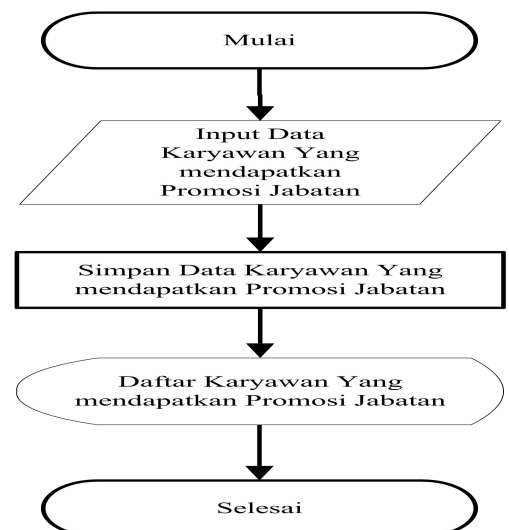 Mulai
Input Data
Karyawan Yang
mendapatkan
Promosi Jabatan
Simpan Data Karyawan Yang
mendapatkan Promosi Jabatan
Daftar Karyawan Yang
mendapatkan Promosi Jabatan
Selesai